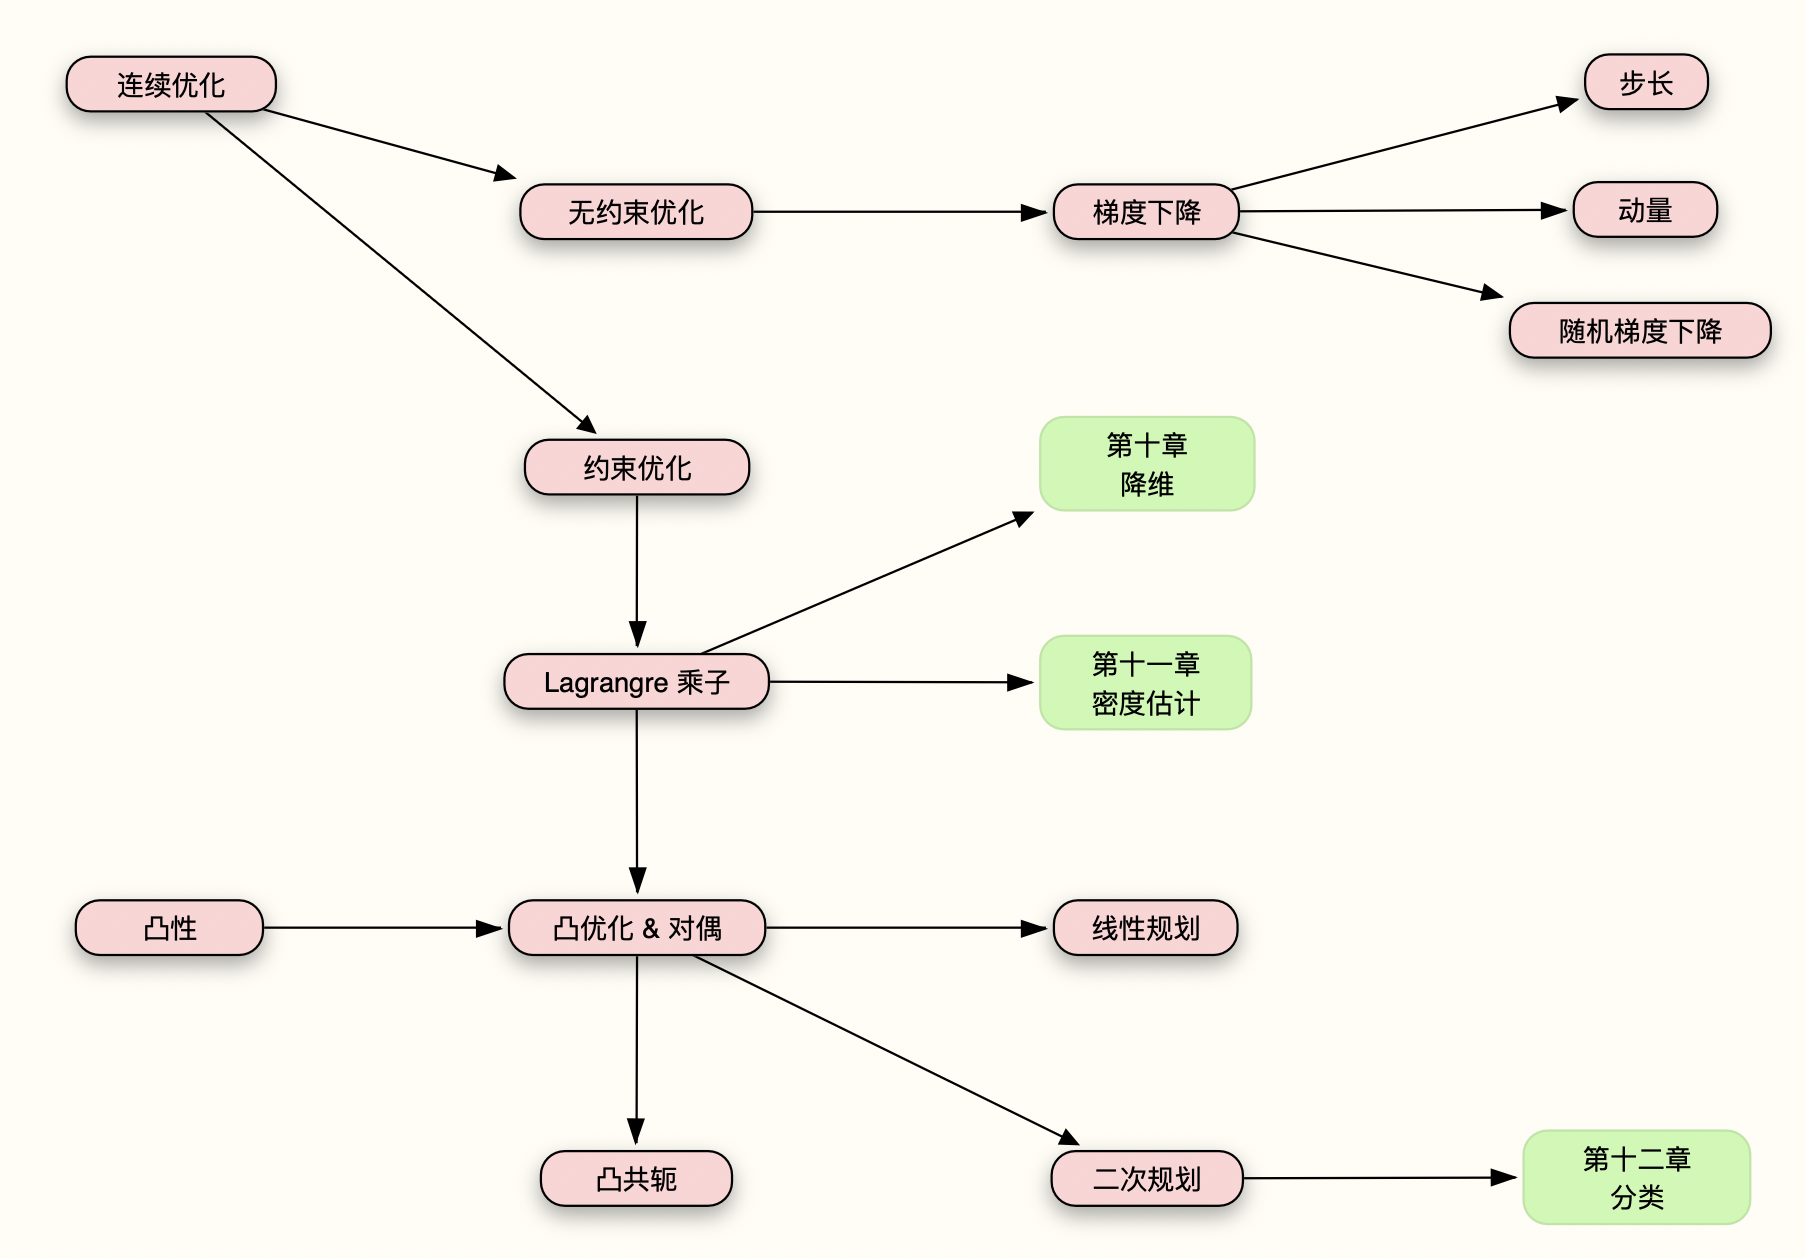 连续优化
步长
无约束优化
梯度下降
动量
随机梯度下降
约束优化
第十章
降维
Lagrangre 乘子
第十一章
密度估计
凸性
凸优化 & 对偶
线性规划
凸共轭
二次规划
第十二章
分类